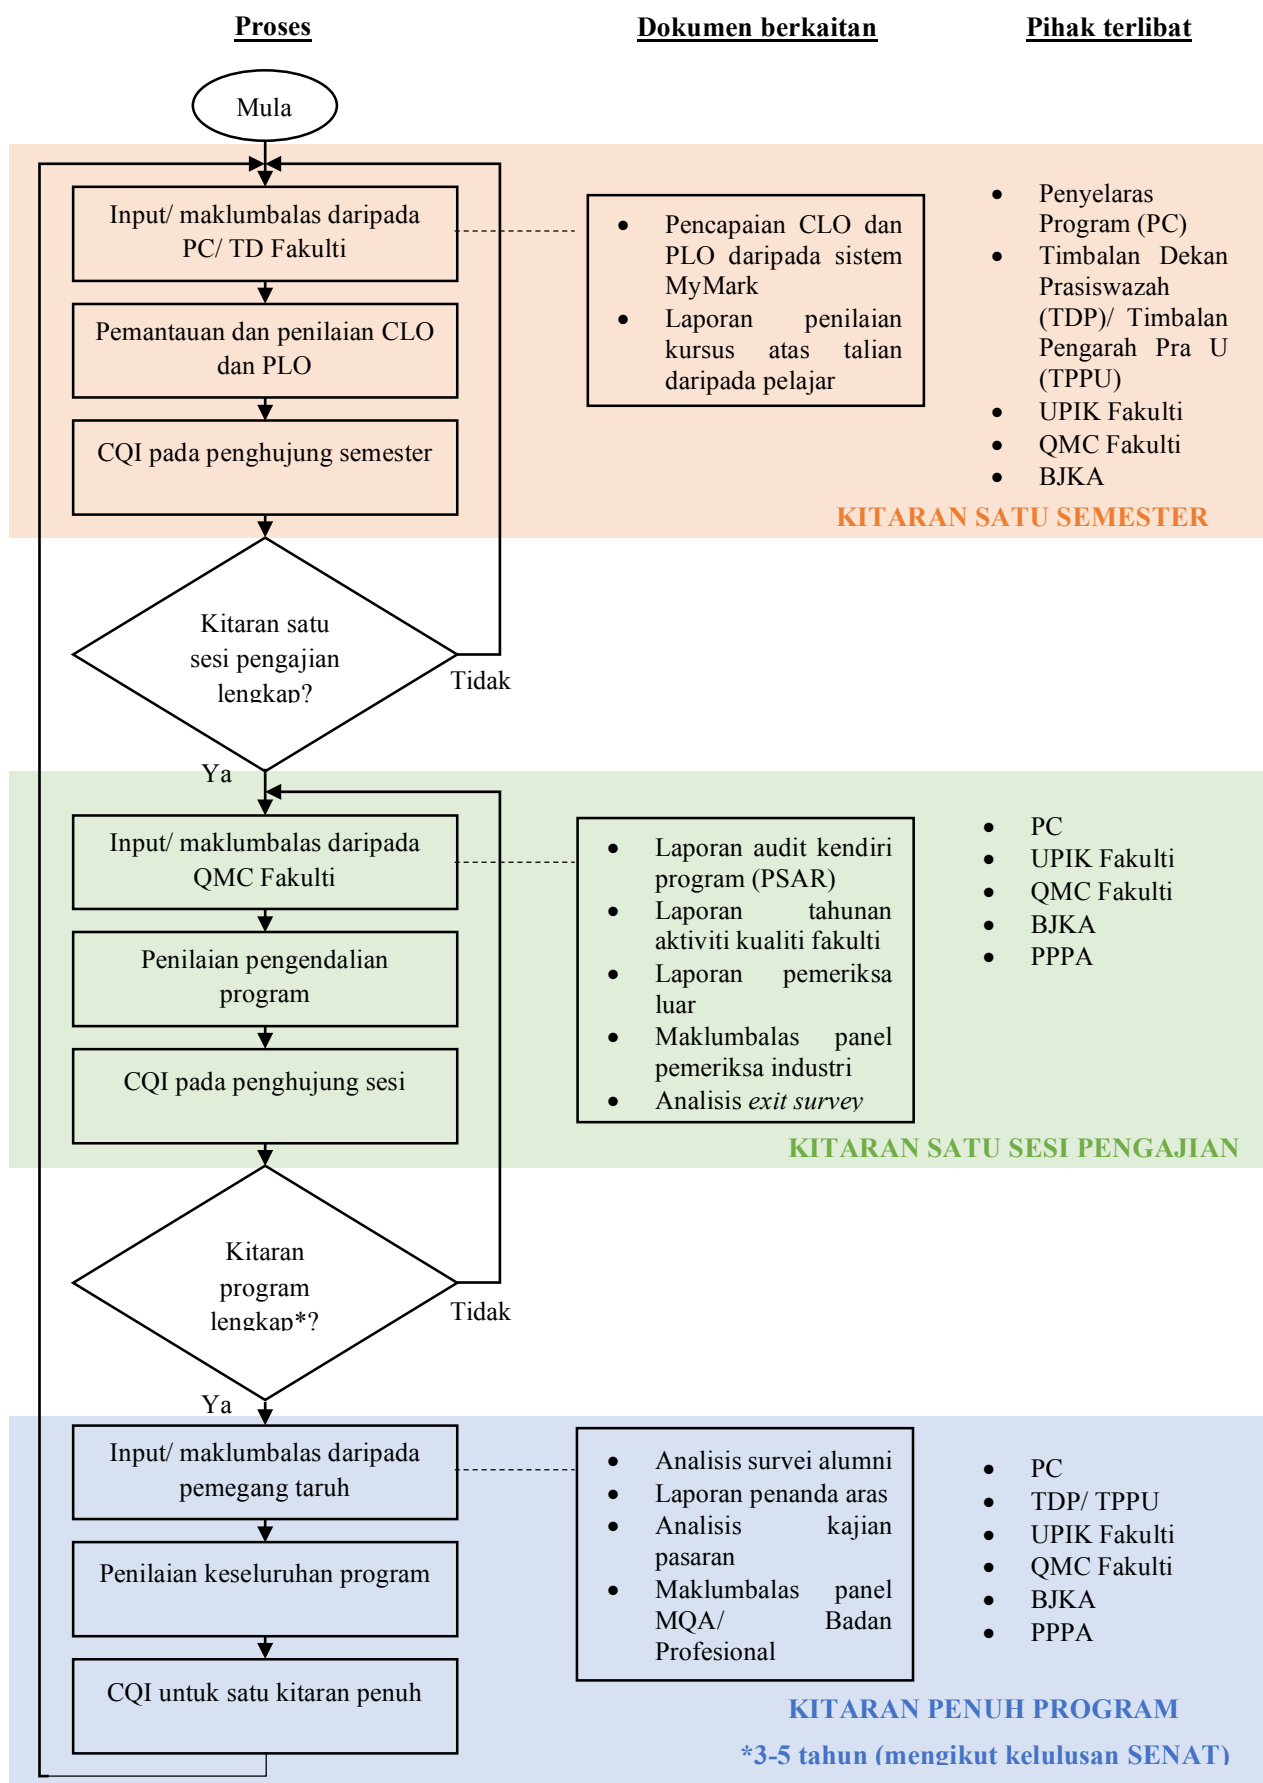 Proses
Dokumen berkaitan
Pihak terlibat
Mula
Input/ maklumbalas daripada
PC/ TD Fakulti
Pemantauan dan penilaian CLO
dan PLO
CQI pada penghujung semester
• Pencapaian CLO dan
PLO daripada sistem
MyMark
• Laporan penilaian
kursus atas talian
daripada pelajar
• Penyelaras
Program (PC)
• Timbalan Dekan
Prasiswazah
(TDP)/ Timbalan
Pengarah Pra U
(TPPU)
• UPIK Fakulti
• QMC Fakulti
• BJKA
KITARAN SATU SEMESTER
Kitaran satu
sesi pengajian
lengkap?
Tidak
Ya
Input/ maklumbalas daripada
QMC Fakulti
Penilaian pengendalian
program
CQI pada penghujung sesi
• Laporan audit kendiri
program (PSAR)
• Laporan tahunan
aktiviti kualiti fakulti
• Laporan pemeriksa
luar
• Maklumbalas panel
pemeriksa industri
• Analisis exit survey
• PC
• UPIK Fakulti
• QMC Fakulti
• BJKA
• PPPA
KITARAN SATU SESI PENGAJIAN
Kitaran
program
lengkap*?
Tidak
Ya
Input/ maklumbalas daripada
pemegang taruh
Penilaian keseluruhan program
CQI untuk satu kitaran penuh
• Analisis survei alumni
• Laporan penanda aras
• Analisis kajian
pasaran
• Maklumbalas panel
MQA/ Badan
Profesional
• PC
• TDP/ TPPU
• UPIK Fakulti
• QMC Fakulti
• BJKA
• PPPA
KITARAN PENUH PROGRAM
*3-5 tahun (mengikut kelulusan SENAT)